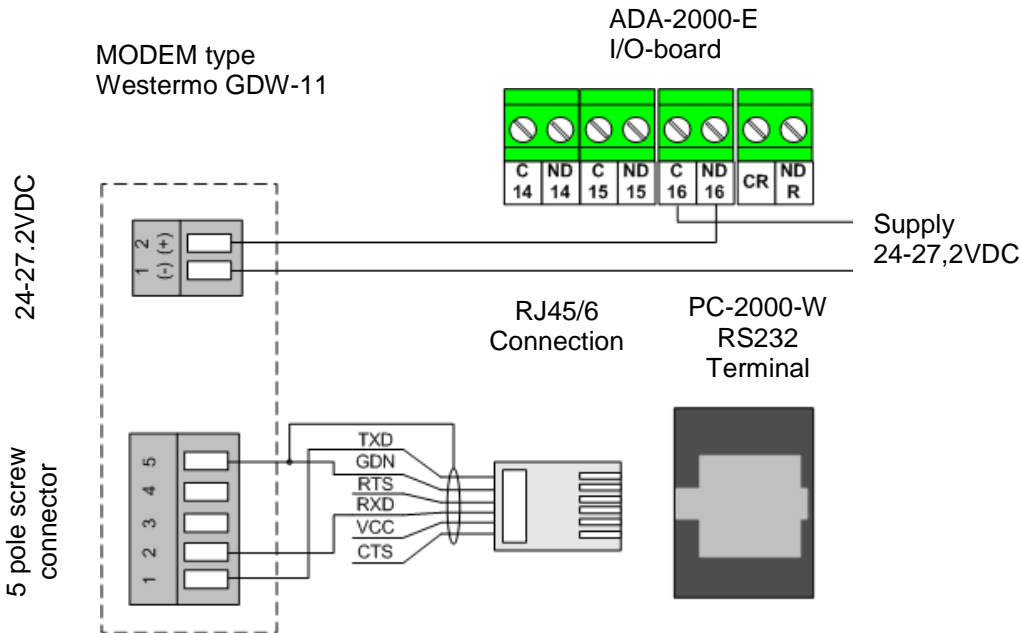 ADA-2000-E
I/O-board
MODEM type
Westermo GDW-11
C ND C ND C ND CR ND
14 14 15 15 16 16 R
24-27.2VDC
2 (+)
1 (-)
Supply
24-27,2VDC
RJ45/6
Connection
PC-2000-W
RS232
Terminal
5 pole screw
connector
5
4
3
2
1
TXD
GDN
RTS
RXD
VCC
CTS